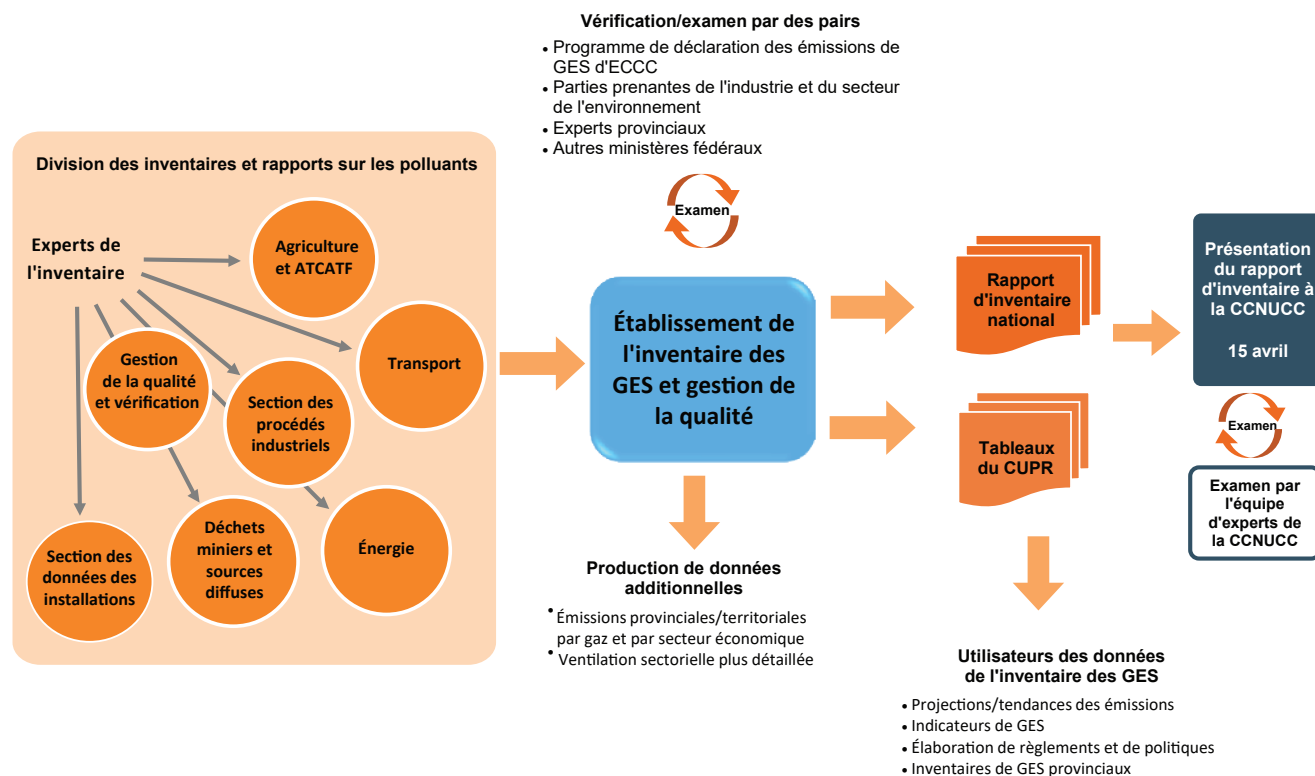 Vérification/examen par des pairs
• Programme de déclaration des émissions de
GES d'ECCC
• Parties prenantes de l'industrie et du secteur
de l'environnement
• Experts provinciaux
• Autres ministères fédéraux
Examen
Division des inventaires et rapports sur les polluants
Experts de
l'inventaire
Agriculture
et ATCATF
Transport
Gestion
de la qualité
et vérification
Section des
procédés
industriels
Section des
données des
installations
Déchets
miniers et
sources
diffuses
Énergie
Établissement de
l'inventaire des
GES et gestion de
la qualité
Production de données
additionnelles
• Émissions provinciales/territoriales
par gaz et par secteur économique
• Ventilation sectorielle plus détaillée
Rapport
d'inventaire
national
Tableaux
du CUPR
Présentation
du rapport
d'inventaire à
la CCNUCC
15 avril
Examen
Examen par
l'équipe
d'experts de
la CCNUCC
Utilisateurs des données
de l'inventaire des GES
• Projections/tendances des émissions
• Indicateurs de GES
• Élaboration de règlements et de politiques
• Inventaires de GES provinciaux